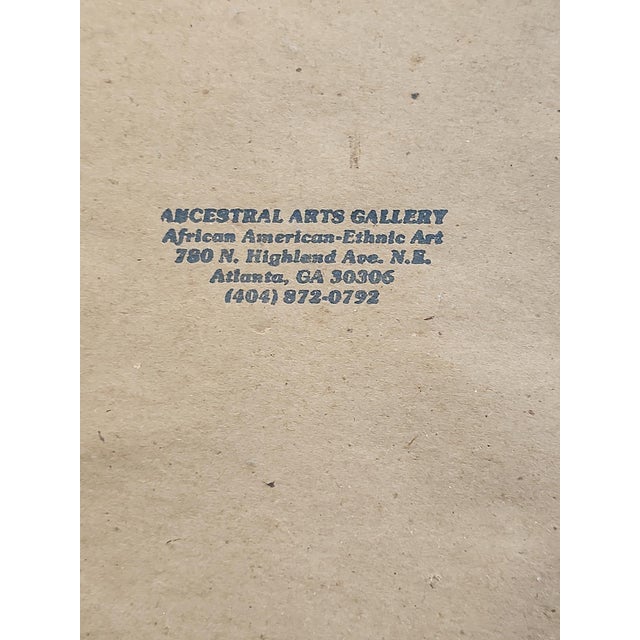 ANCESTRAL ARTS GALLERY
African American-Ethnic Art
780 N. Highland Ave. N.E.
Atlanta, GA 30306
(404) 872-0792